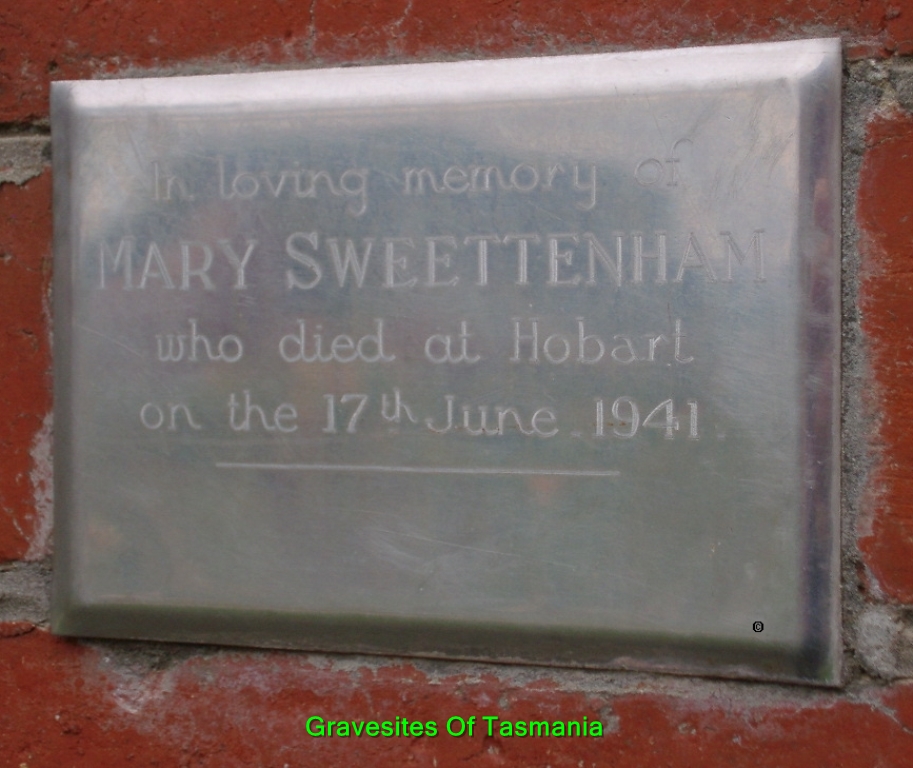 In loving memory of
MARY SWEETTENHAM
who died at Hobart
on the 17th June 1941
©
Gravesites Of Tasmania